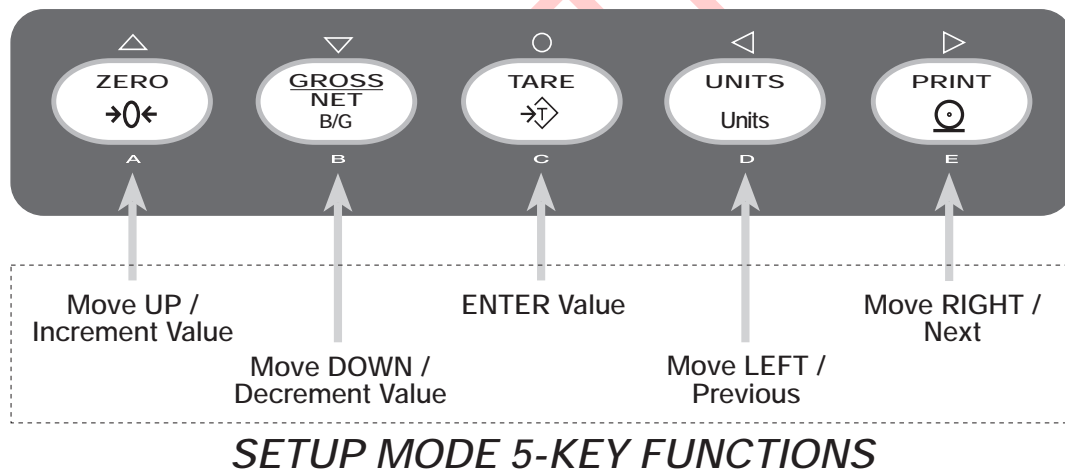 ZERO
GROSS
NET
B/G
TARE
T
UNITS
Units
PRINT
A
B
C
D
E
Move UP /
Increment Value
Move DOWN /
Decrement Value
ENTER Value
Move LEFT /
Previous
Move RIGHT /
Next
SETUP MODE 5-KEY FUNCTIONS